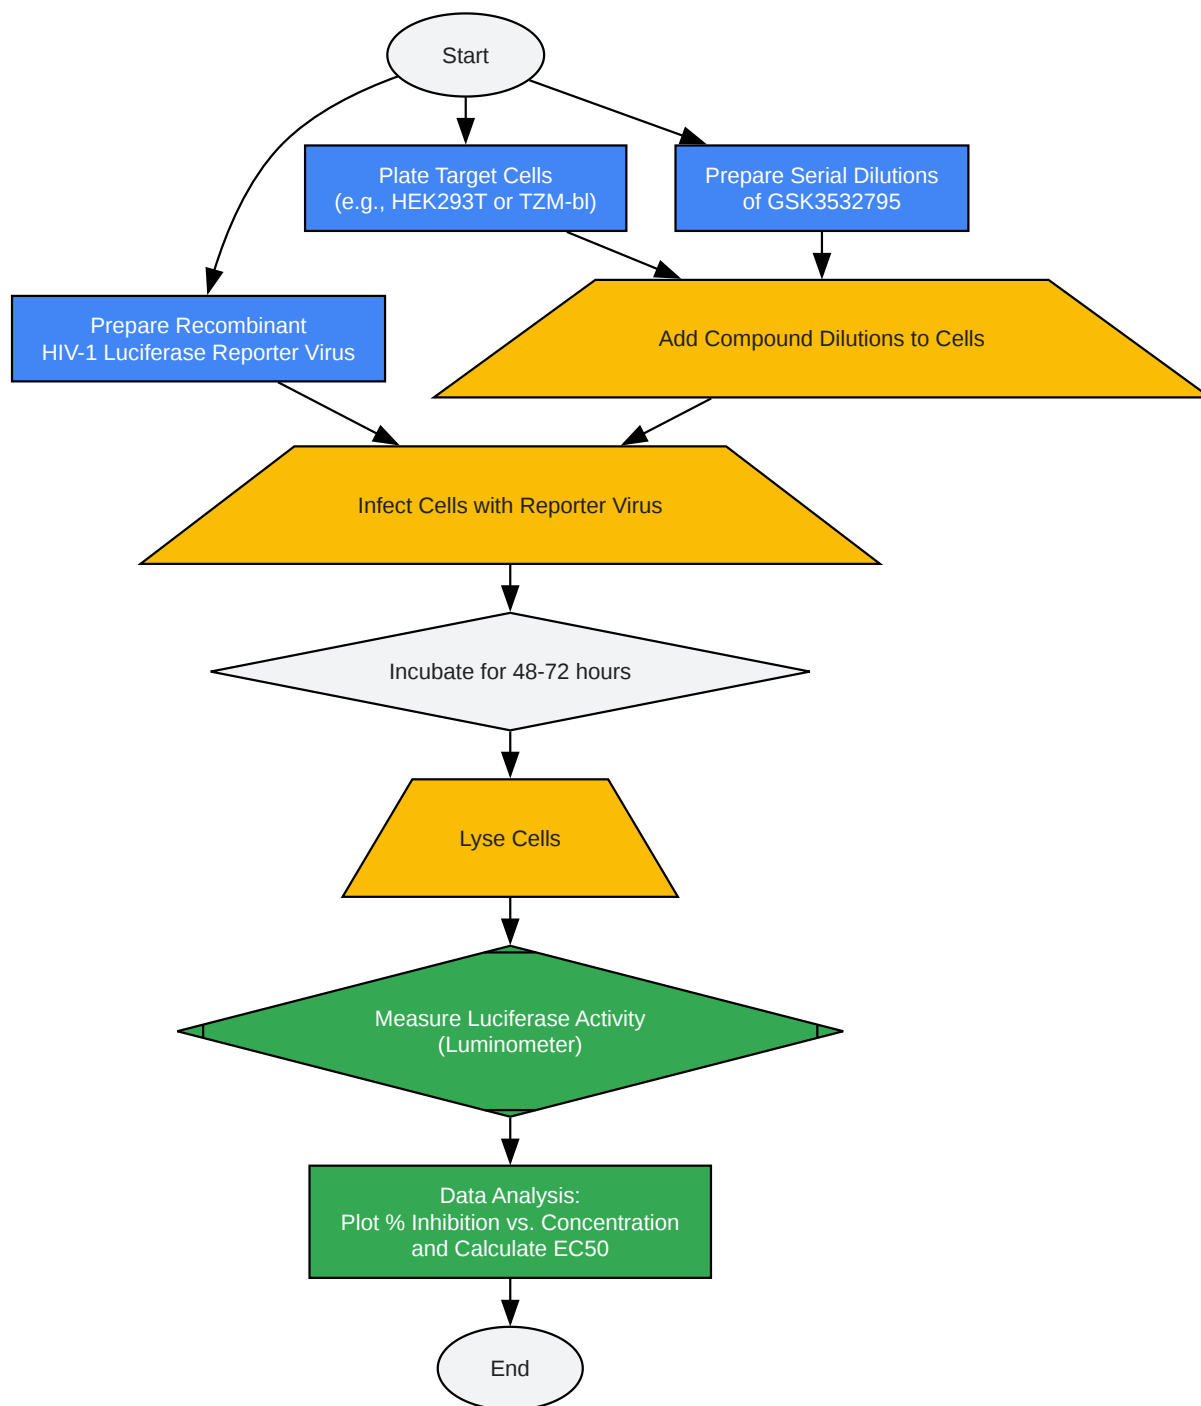 Start
Plate Target Cells
(e.g., HEK293T or TZM-bl)
Prepare Serial Dilutions
of GSK3532795
Prepare Recombinant
HIV-1 Luciferase Reporter Virus
Add Compound Dilutions to Cells
Infect Cells with Reporter Virus
Incubate for 48-72 hours
Lyse Cells
Measure Luciferase Activity
(Luminometer)
Data Analysis:
Plot % Inhibition vs. Concentration
and Calculate EC50
End